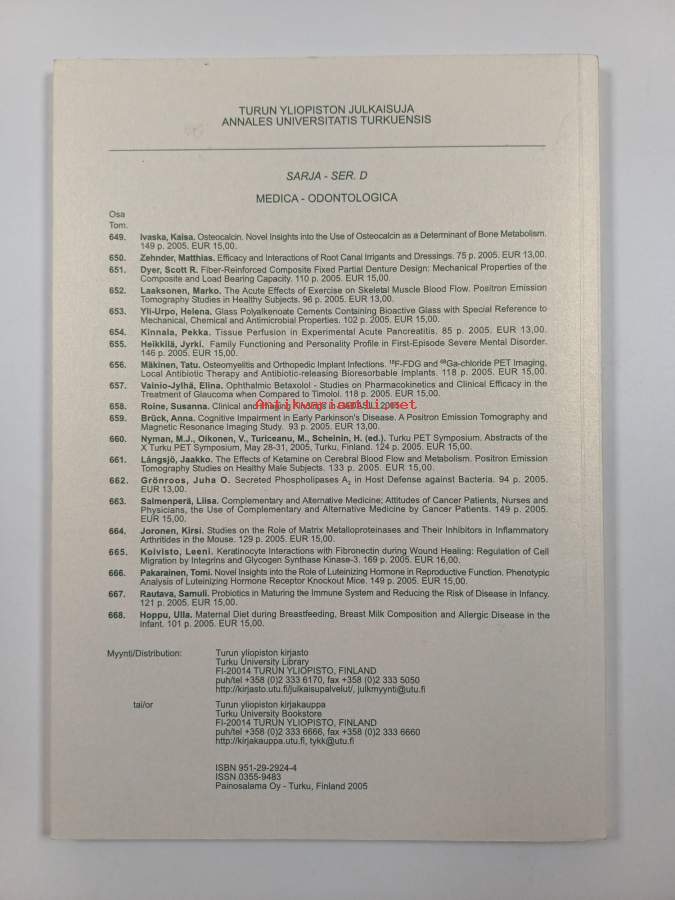 TURUN YLIOPISTON JULKAISUJA
ANNALES UNIVERSITATIS TURKUENSIS
SARJA - SER. D
MEDICA - ODONTOLOGICA
Osa
Tom.
649. Ivaska, Kaisa. Osteocalcin. Novel Insights into the Use of Osteocalcin as a Determinant of Bone Metabolism.
149 p. 2005. EUR 15,00.
650. Zehnder, Matthias. Efficacy and Interactions of Root Canal Irrigants and Dressings. 75 p. 2005. EUR 13,00.
651. Dyer, Scott R. Fiber-Reinforced Composite Fixed Partial Denture Design: Mechanical Properties of the
Composite and Load Bearing Capacity. 110 p. 2005. EUR 15,00.
652. Laaksonen, Marko. The Acute Effects of Exercise on Skeletal Muscle Blood Flow. Positron Emission
Tomography Studies in Healthy Subjects. 96 p. 2005. EUR 13,00.
653. Yli-Urpo, Helena. Glass Polyalkenoate Cements Containing Bioactive Glass with Special Reference to
Mechanical, Chemical and Antimicrobial Properties. 102 p. 2005. EUR 15,00.
654. Kinnala, Pekka. Tissue Perfusion in Experimental Acute Pancreatitis. 85 p. 2005. EUR 13,00.
655. Heikkilä, Jyrki. Family Functioning and Personality Profile in First-Episode Severe Mental Disorder.
146 p. 2005. EUR 15,00.
656. Mäkinen, Tatu. Osteomyelitis and Orthopedic Implant Infections. ¹⁸F-FDG and ⁶⁸Ga-chloride PET Imaging,
Local Antibiotic Therapy and Antibiotic-releasing Bioresorbable Implants. 118 p. 2005. EUR 15,00.
657. Vainio-Jylhä, Elina. Ophthalmic Betaxolol - Studies on Pharmacokinetics and Clinical Efficacy in the
Treatment of Glaucoma when Compared to Timolol. 118 p. 2005. EUR 15,00.
658. Roine, Susanna. Clinical and Imaging Findings in
Antikvariaatti.net
659. Brück, Anna. Cognitive Impairment in Early Parkinson's Disease. A Positron Emission Tomography and
Magnetic Resonance Imaging Study. 93 p. 2005. EUR 13,00.
660. Nyman, M.J., Oikonen, V., Turiceanu, M., Scheinin, H. (ed.). Turku PET Symposium. Abstracts of the
X Turku PET Symposium, May 28-31, 2005, Turku, Finland. 124 p. 2005. EUR 15,00.
661. Långsjö, Jaakko. The Effects of Ketamine on Cerebral Blood Flow and Metabolism. Positron Emission
Tomography Studies on Healthy Male Subjects. 133 p. 2005. EUR 15,00.
662. Grönroos, Juha O. Secreted Phospholipases A₂ in Host Defense against Bacteria. 94 p. 2005.
EUR 13,00.
663. Salmenperä, Liisa. Complementary and Alternative Medicine; Attitudes of Cancer Patients, Nurses and
Physicians, the Use of Complementary and Alternative Medicine by Cancer Patients. 149 p. 2005.
EUR 15,00.
664. Joronen, Kirsi. Studies on the Role of Matrix Metalloproteinases and Their Inhibitors in Inflammatory
Arthritides in the Mouse. 129 p. 2005. EUR 15,00.
665. Koivisto, Leeni. Keratinocyte Interactions with Fibronectin during Wound Healing: Regulation of Cell
Migration by Integrins and Glycogen Synthase Kinase-3. 169 p. 2005. EUR 16,00.
666. Pakarainen, Tomi. Novel Insights into the Role of Luteinizing Hormone in Reproductive Function. Phenotypic
Analysis of Luteinizing Hormone Receptor Knockout Mice. 149 p. 2005. EUR 15,00.
667. Rautava, Samuli. Probiotics in Maturing the Immune System and Reducing the Risk of Disease in Infancy.
121 p. 2005. EUR 15,00.
668. Hoppu, Ulla. Maternal Diet during Breastfeeding, Breast Milk Composition and Allergic Disease in the
Infant. 101 p. 2005. EUR 15,00.
Myynti/Distribution: Turun yliopiston kirjasto
Turku University Library
FI-20014 TURUN YLIOPISTO, FINLAND
puh/tel +358 (0)2 333 6170, fax +358 (0)2 333 5050
http://kirjasto.utu.fi/julkaisupalvelut/, julkmyynti@utu.fi
tai/or Turun yliopiston kirjakauppa
Turku University Bookstore
FI-20014 TURUN YLIOPISTO, FINLAND
puh/tel +358 (0)2 333 6666, fax +358 (0)2 333 6660
http://kirjakauppa.utu.fi, tykk@utu.fi
ISBN 951-29-2924-4
ISSN 0355-9483
Painosalama Oy - Turku, Finland 2005